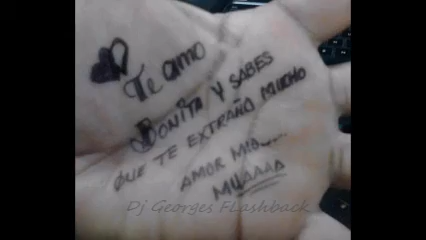 Te amo
Bonita y sabes
que te extraño mucho
amor mio.....
muaaaa
Dj Georges FLashback